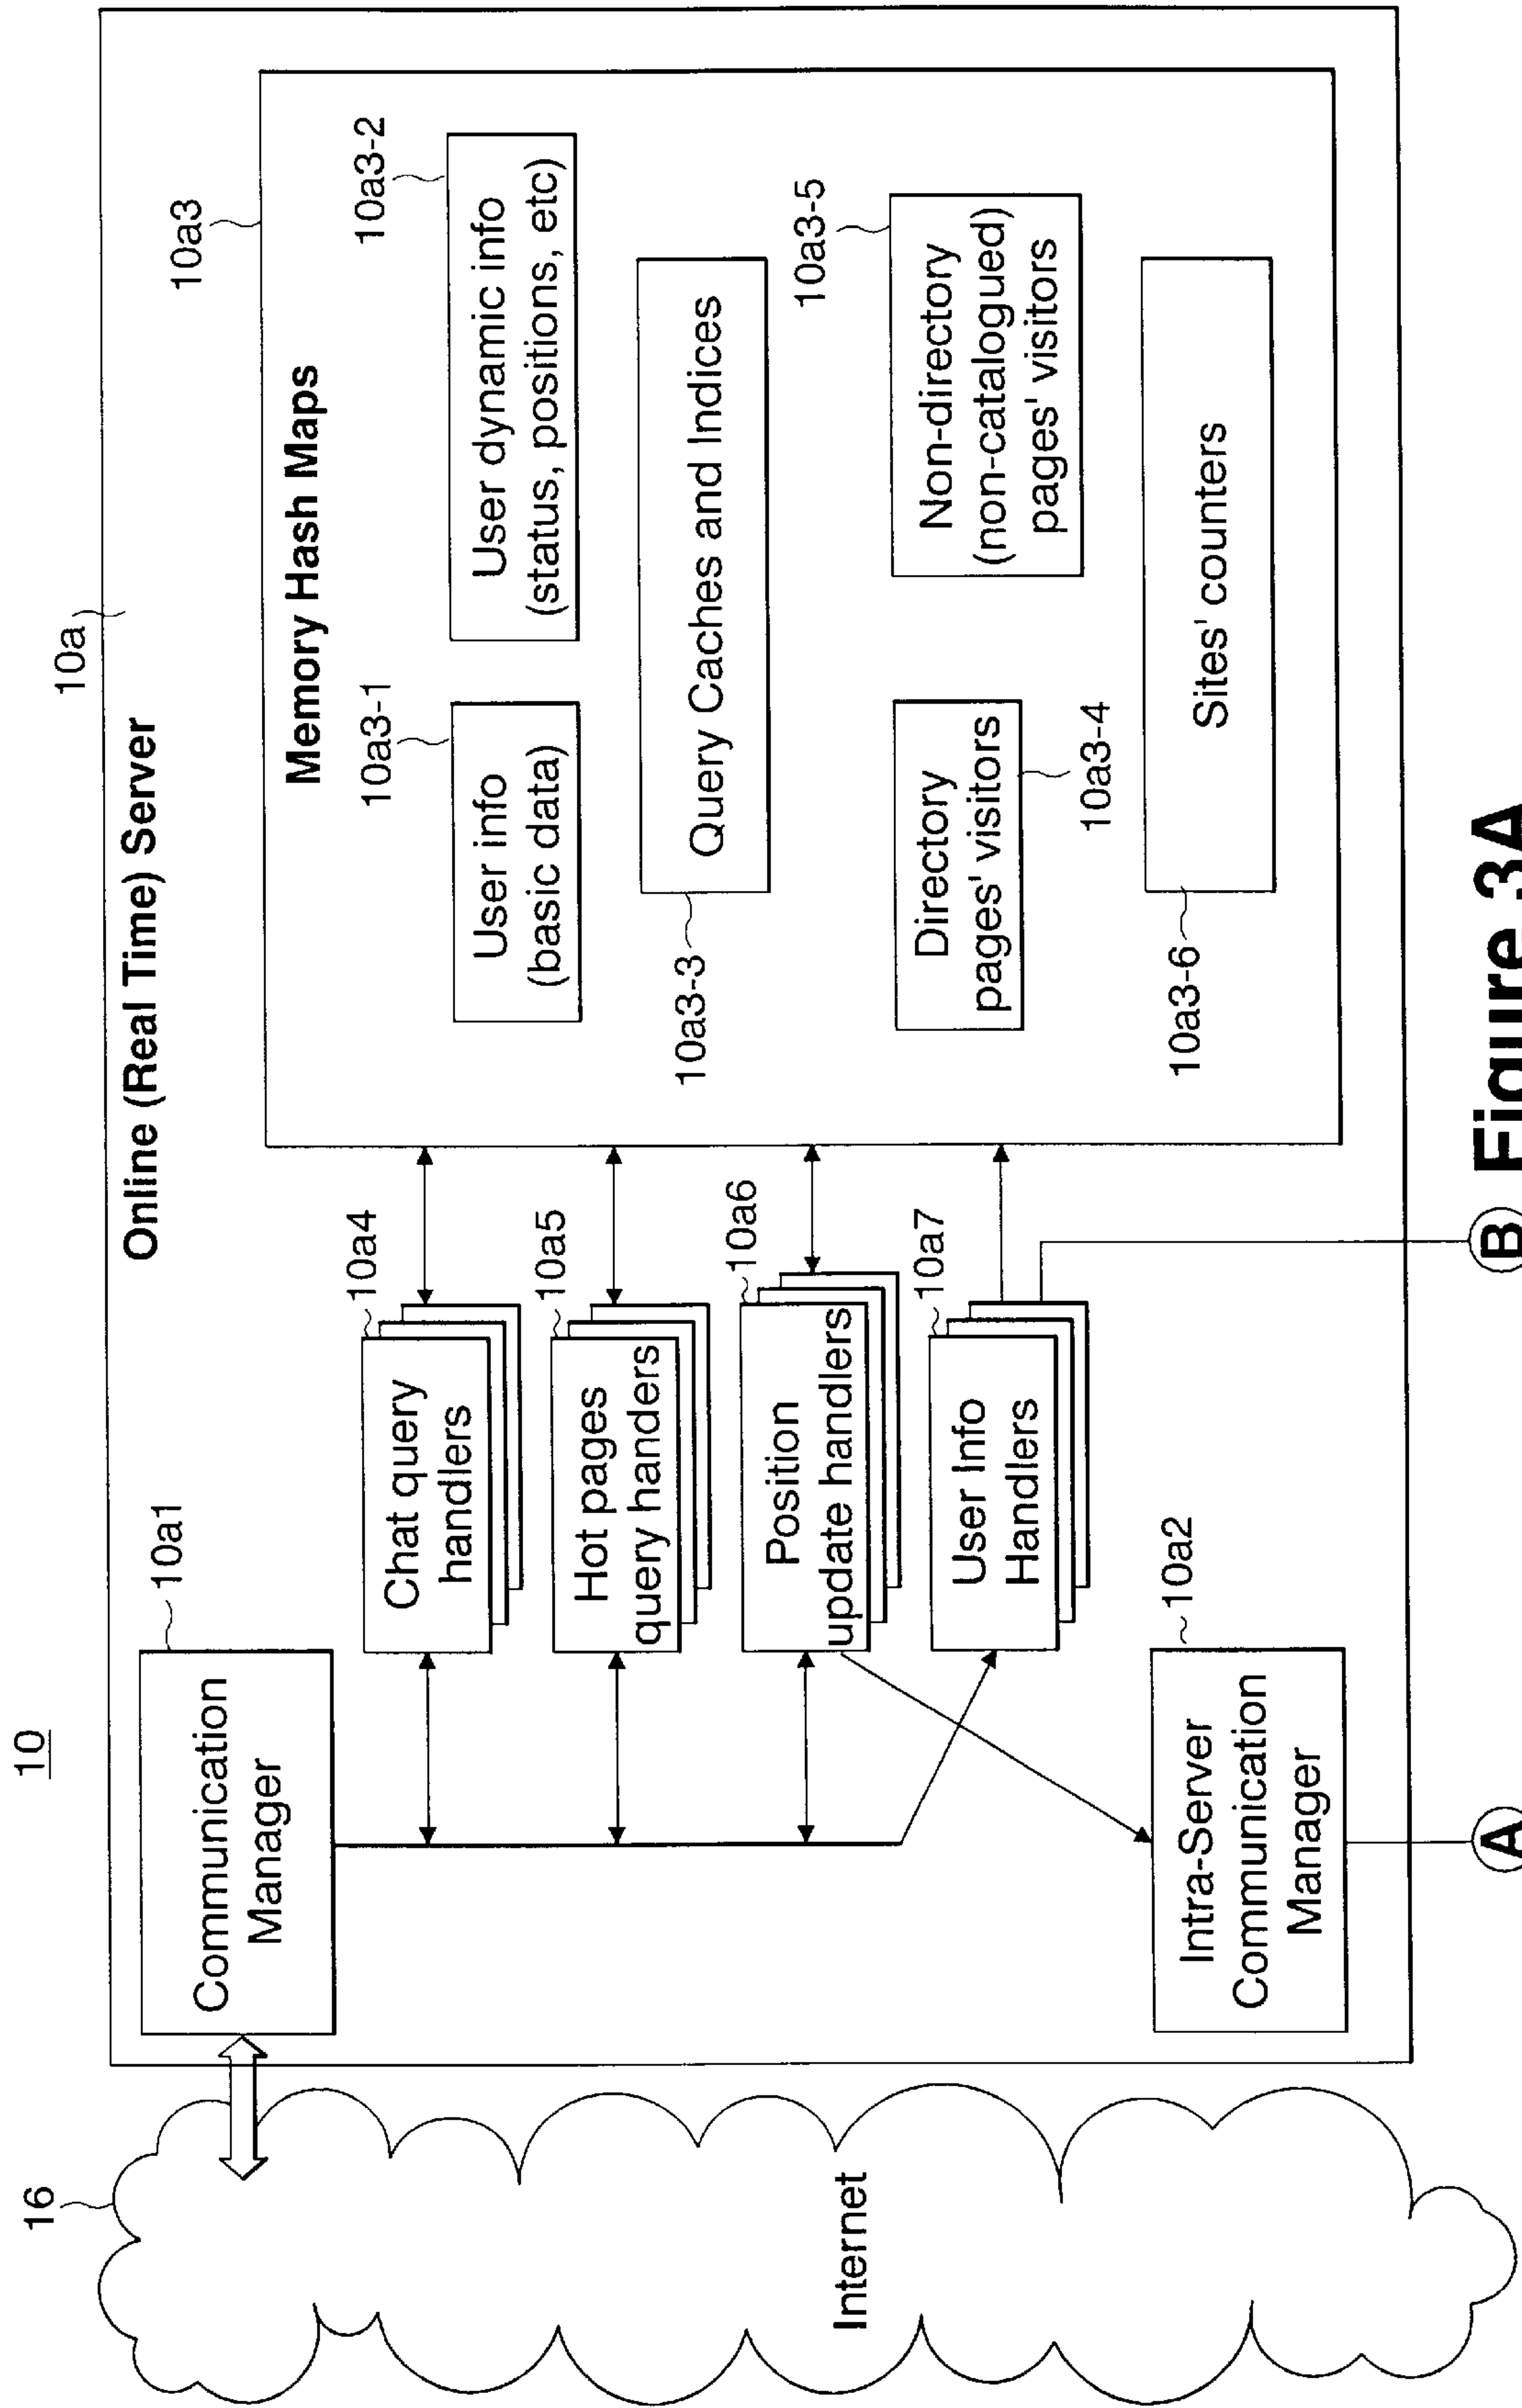 10
16
10a
Online (Real Time) Server
10a3
Communication
Manager
10a1
Memory Hash Maps
10a3-1
User info
(basic data)
10a3-2
User dynamic info
(status, positions, etc)
Chat query
handlers
10a4
Query Caches and Indices
10a3-3
Hot pages
query handers
10a5
Position
update handlers
10a6
Directory
pages' visitors
10a3-4
10a3-5
Non-directory
(non-catalogued)
pages' visitors
User Info
Handlers
10a7
Sites' counters
10a3-6
Internet
Intra-Server
Communication
Manager
10a2
A
B
Figure 3A